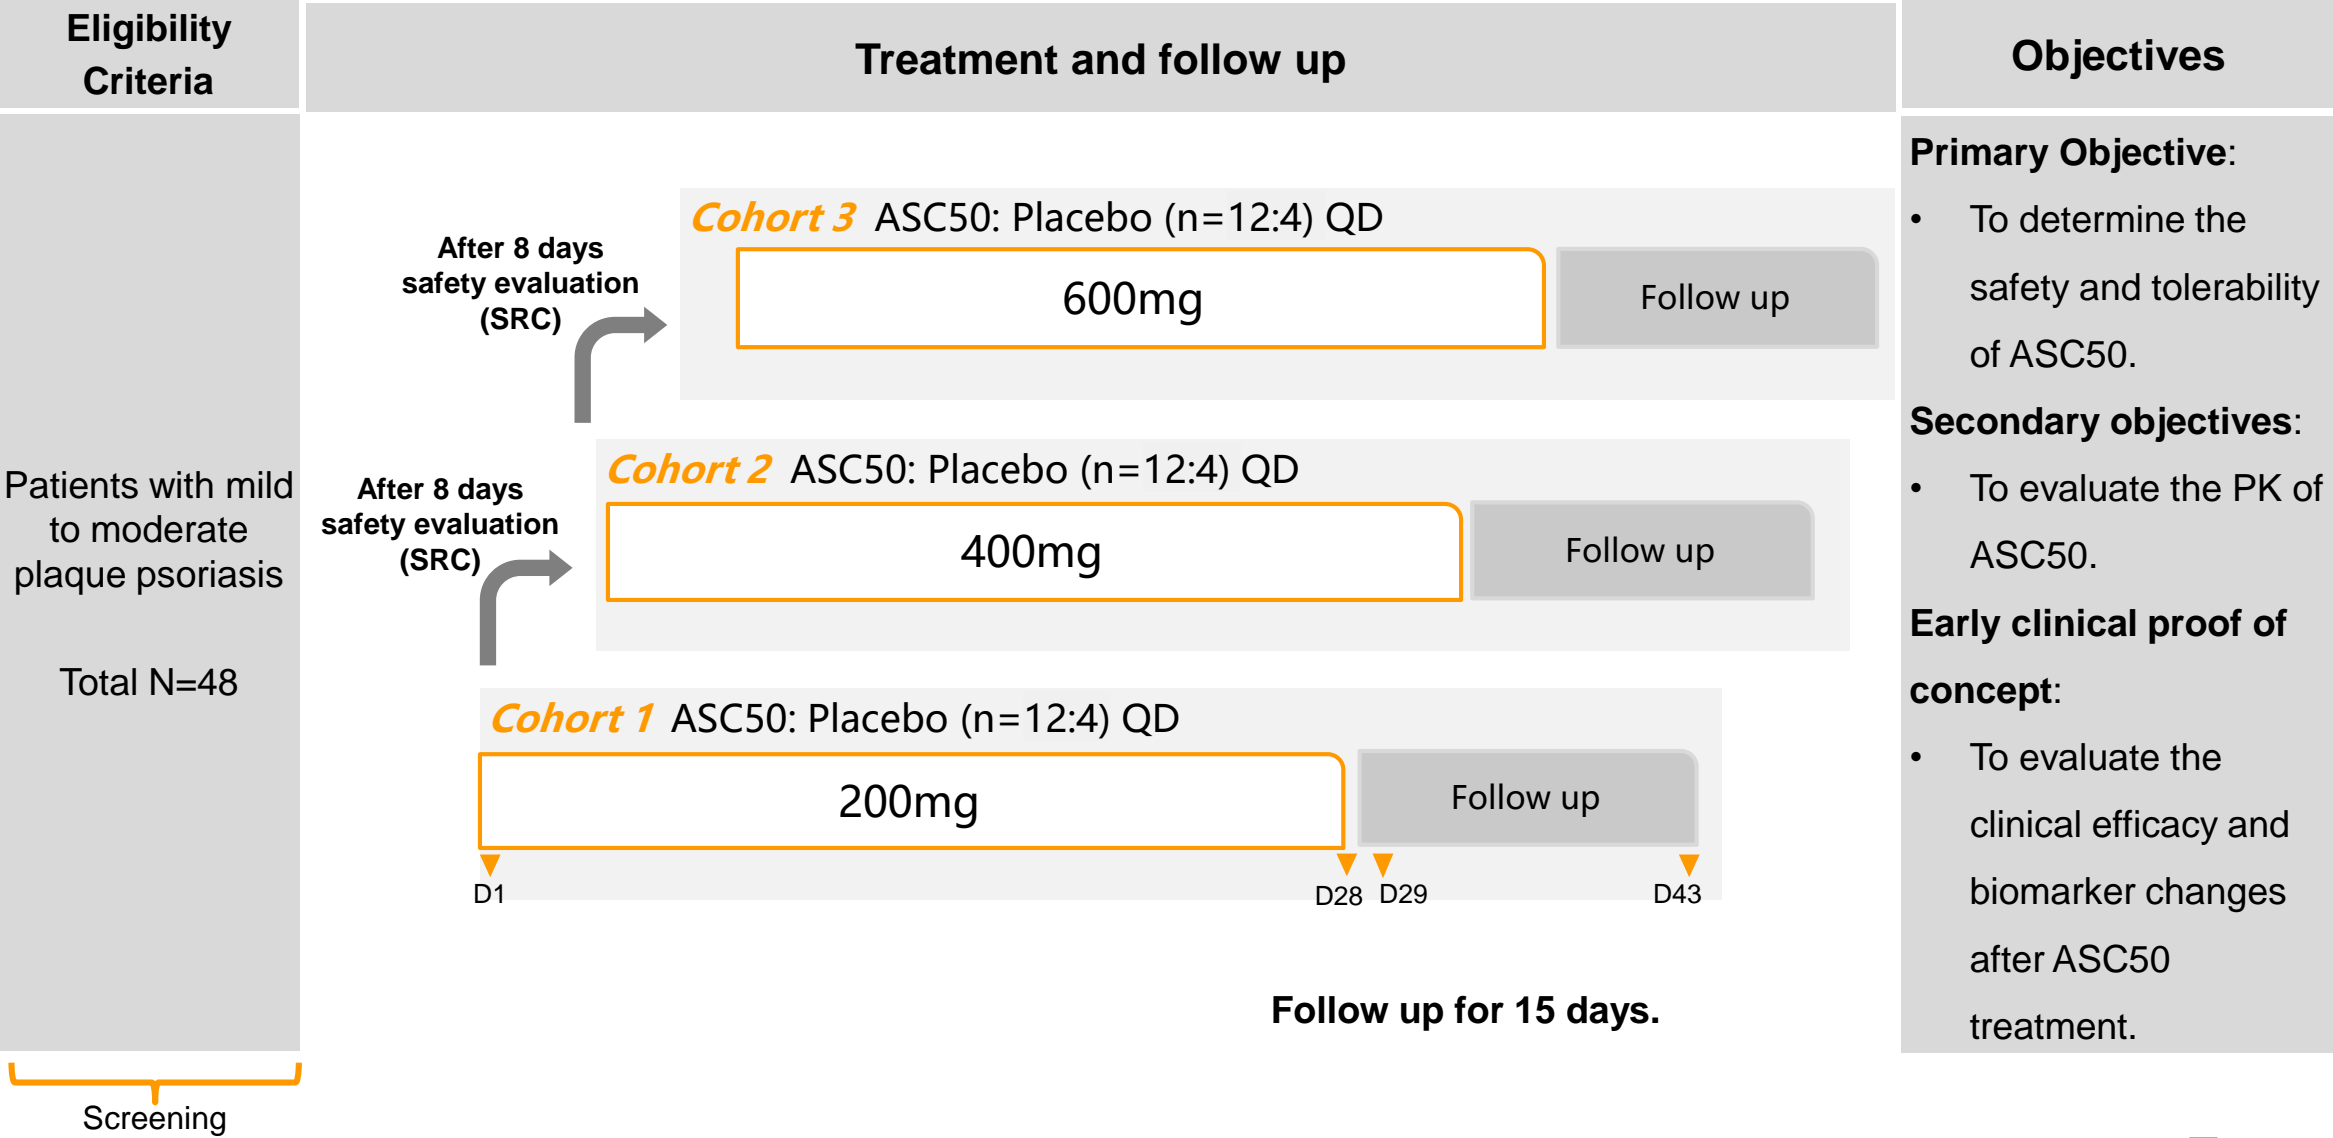 Eligibility
Criteria
Treatment and follow up
Objectives
Patients with mild
to moderate
plaque psoriasis
Total N=48
Screening
After 8 days
safety evaluation
(SRC)
Cohort 3 ASC50: Placebo (n=12:4) QD
600mg
Follow up
After 8 days
safety evaluation
(SRC)
Cohort 2 ASC50: Placebo (n=12:4) QD
400mg
Follow up
Cohort 1 ASC50: Placebo (n=12:4) QD
200mg
Follow up
D1
D28
D29
D43
Follow up for 15 days.
Primary Objective:
• To determine the
safety and tolerability
of ASC50.
Secondary objectives:
• To evaluate the PK of
ASC50.
Early clinical proof of
concept:
• To evaluate the
clinical efficacy and
biomarker changes
after ASC50
treatment.